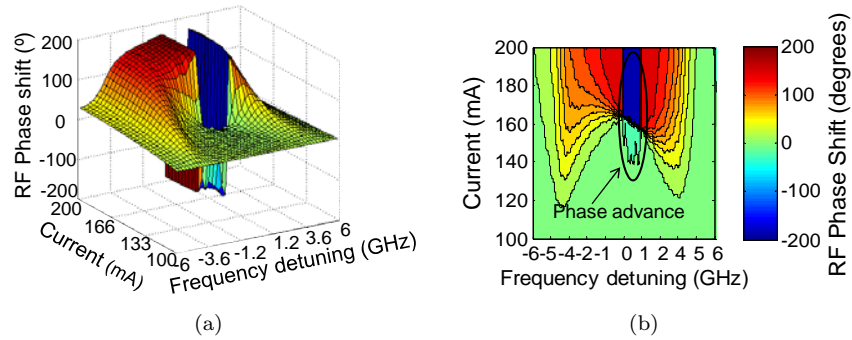 200
100
0
-100
-200
RF Phase shift (º)
200
166
133
100
Current (mA)
-6
-3.6
-1.2
1.2
3.6
6
Frequency detuning (GHz)
(a)
200
180
160
140
120
100
Current (mA)
Phase advance
-6-5-4-2-1 0 1 2 4 5 6
Frequency detuning (GHz)
200
100
0
-100
-200
RF Phase Shift (degrees)
(b)